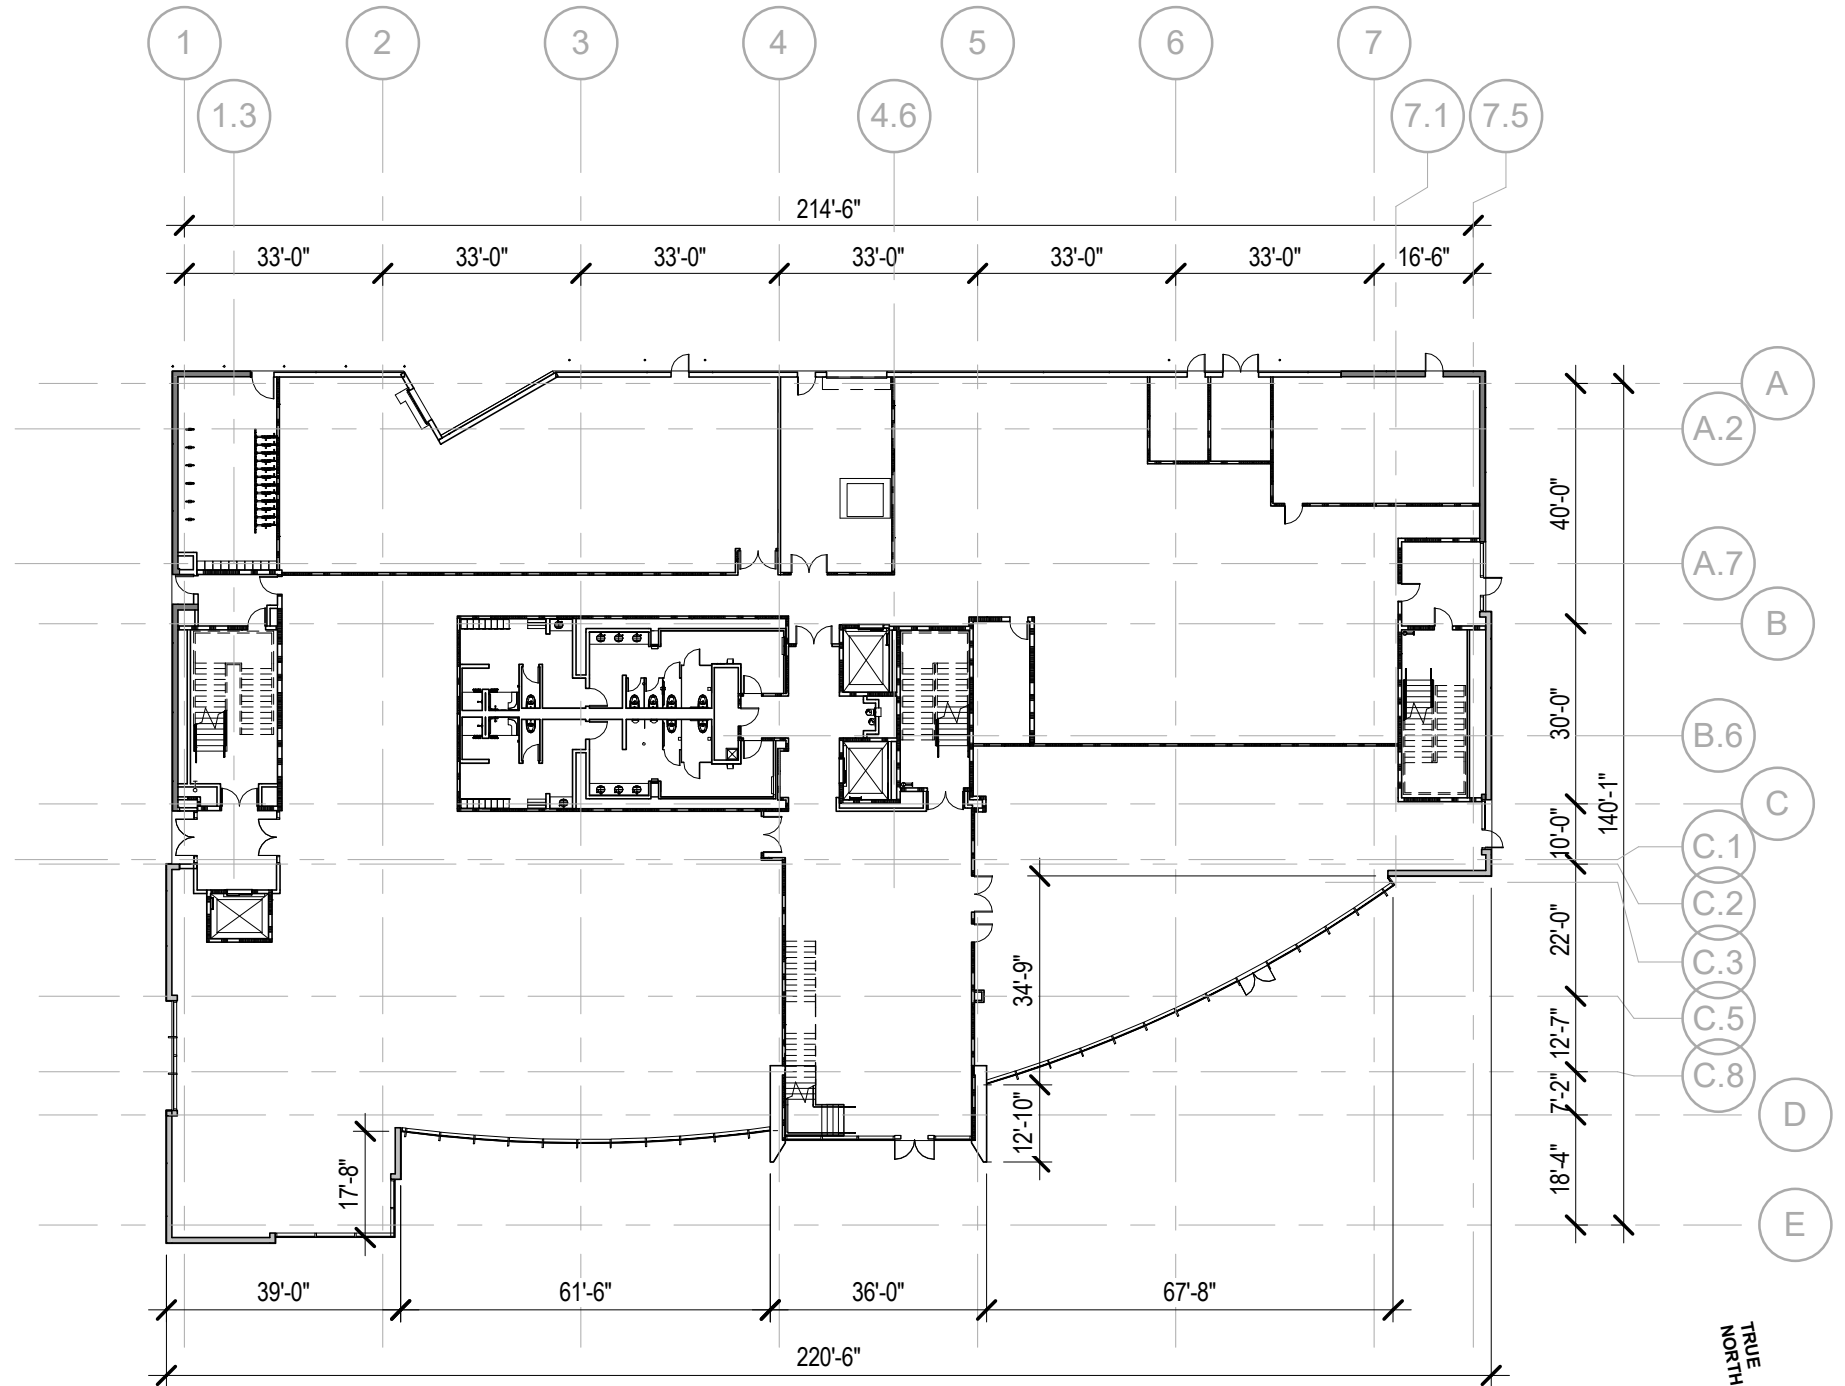 1 2 3 4 5 6 7
1.3 4.6 7.1 7.5
214'-6"
33'-0" 33'-0" 33'-0" 33'-0" 33'-0" 33'-0" 16'-6"
A
A.2
40'-0"
A.7
B
30'-0"
B.6
C
140'-1"
10'-0"
C.1
C.2
22'-0"
C.3
34'-9"
C.5
12'-7"
C.8
7'-2"
D
12'-10"
18'-4"
17'-8"
E
39'-0" 61'-6" 36'-0" 67'-8"
220'-6"
TRUE
NORTH